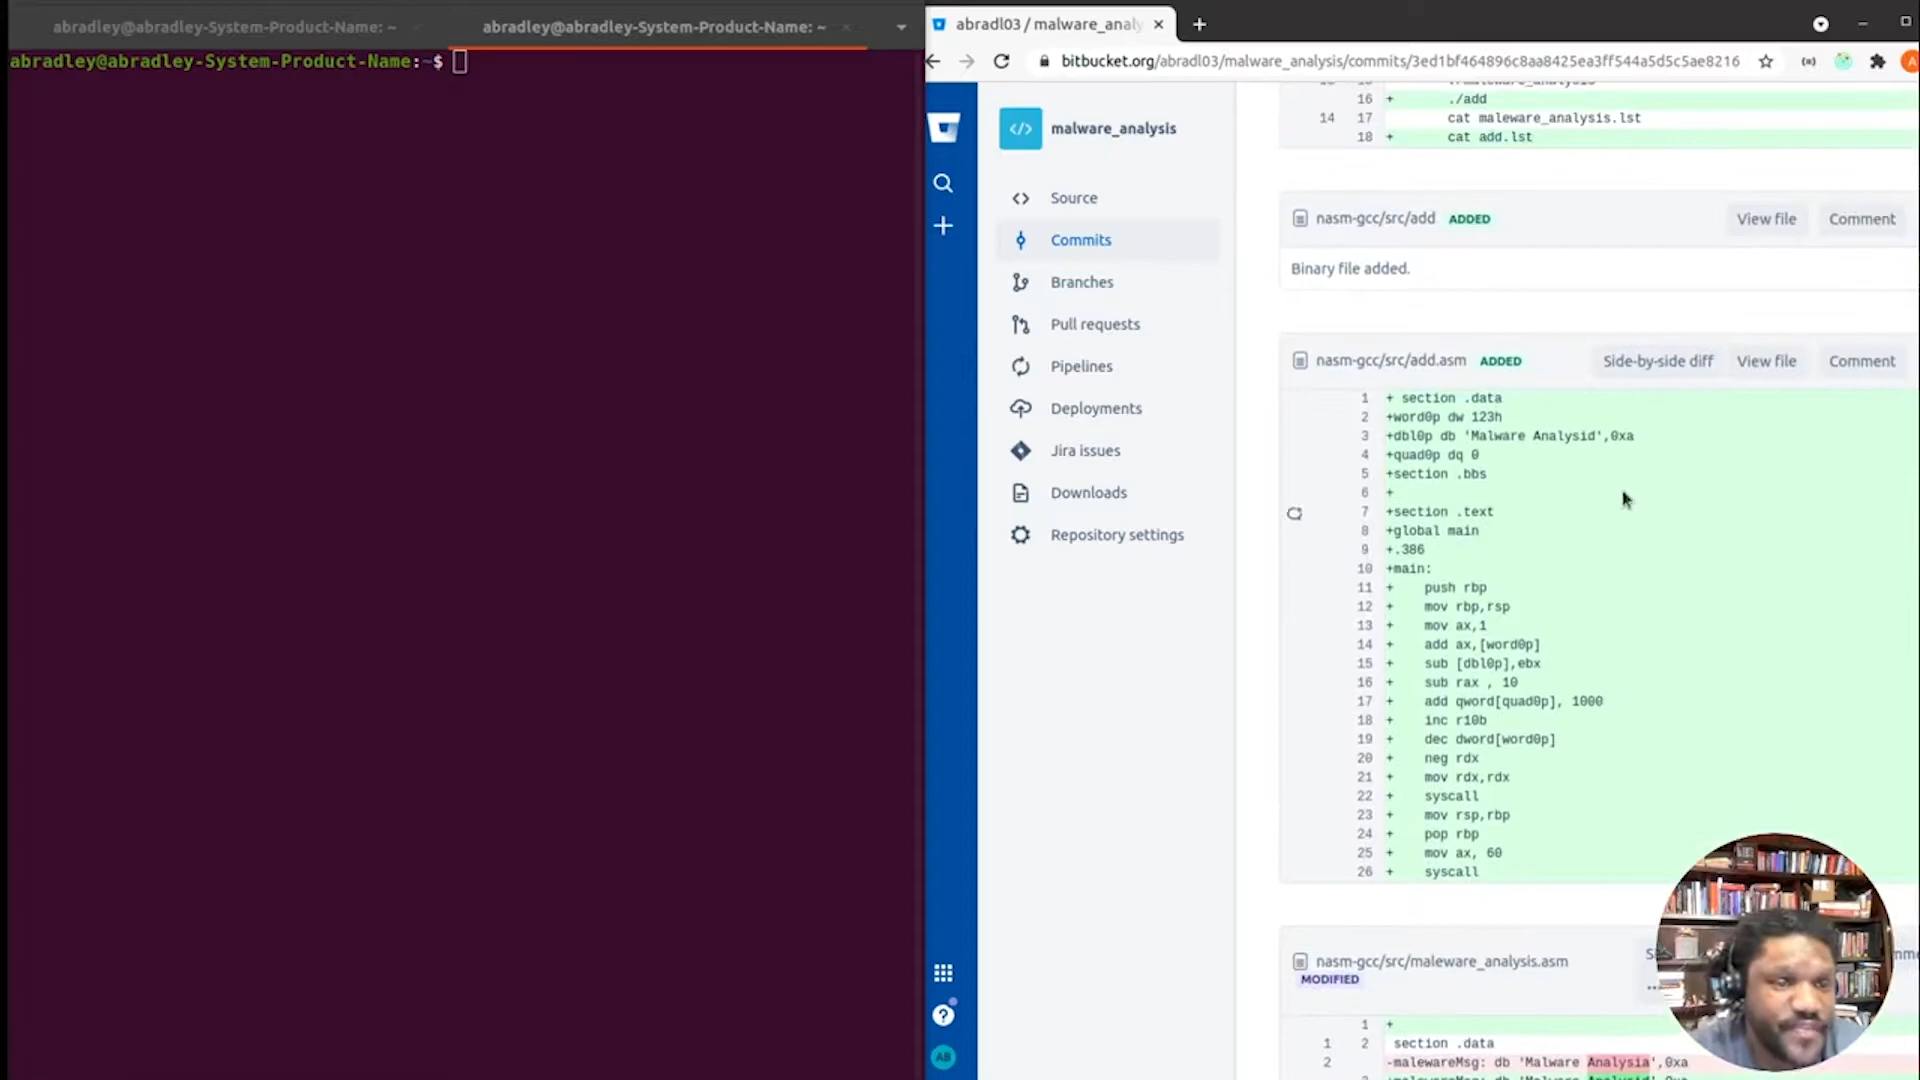 abradley@abradley-System-Product-Name: ~
abradley@abradley-System-Product-Name: ~
abradley@abradley-System-Product-Name:~$
abradl03 / malware_analy
bitbucket.org/abradl03/malware_analysis/commits/3ed1bf464896c8aa8425ea3ff544a5d5c5ae8216
malware_analysis
Source
Commits
Branches
Pull requests
Pipelines
Deployments
Jira issues
Downloads
Repository settings
AB
16 + ./add
14 17 cat maleware_analysis.lst
18 + cat add.lst
nasm-gcc/src/add ADDED View file Comment
Binary file added.
nasm-gcc/src/add.asm ADDED Side-by-side diff View file Comment
1 + section .data
2 +word0p dw 123h
3 +dbl0p db 'Malware Analysid',0xa
4 +quad0p dq 0
5 +section .bbs
6 +
7 +section .text
8 +global main
9 +.386
10 +main:
11 + push rbp
12 + mov rbp,rsp
13 + mov ax,1
14 + add ax,[word0p]
15 + sub [dbl0p],ebx
16 + sub rax , 10
17 + add qword[quad0p], 1000
18 + inc r10b
19 + dec dword[word0p]
20 + neg rdx
21 + mov rdx,rdx
22 + syscall
23 + mov rsp,rbp
24 + pop rbp
25 + mov ax, 60
26 + syscall
nasm-gcc/src/maleware_analysis.asm
MODIFIED
1 +
1 2 section .data
2 -malewareMsg: db 'Malware Analysia',0xa